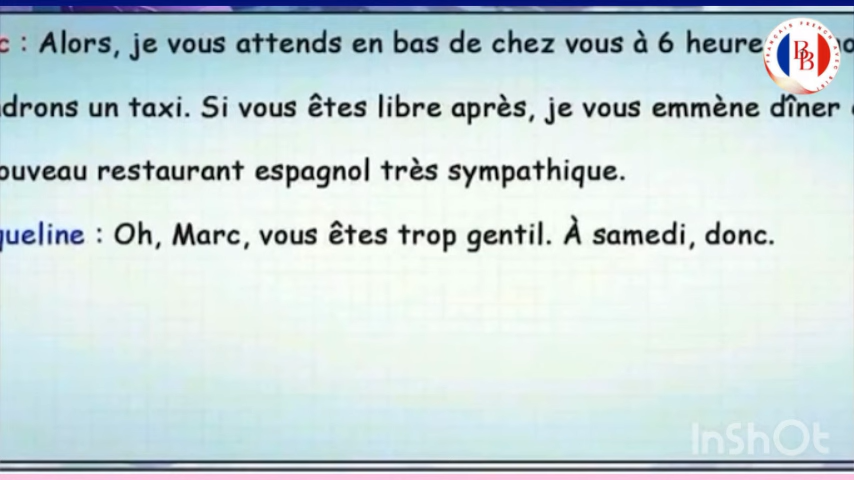 c : Alors, je vous attends en bas de chez vous à 6 heure
drons un taxi. Si vous êtes libre après, je vous emmène dîner
ouveau restaurant espagnol très sympathique.
queline : Oh, Marc, vous êtes trop gentil. À samedi, donc.
InShOt